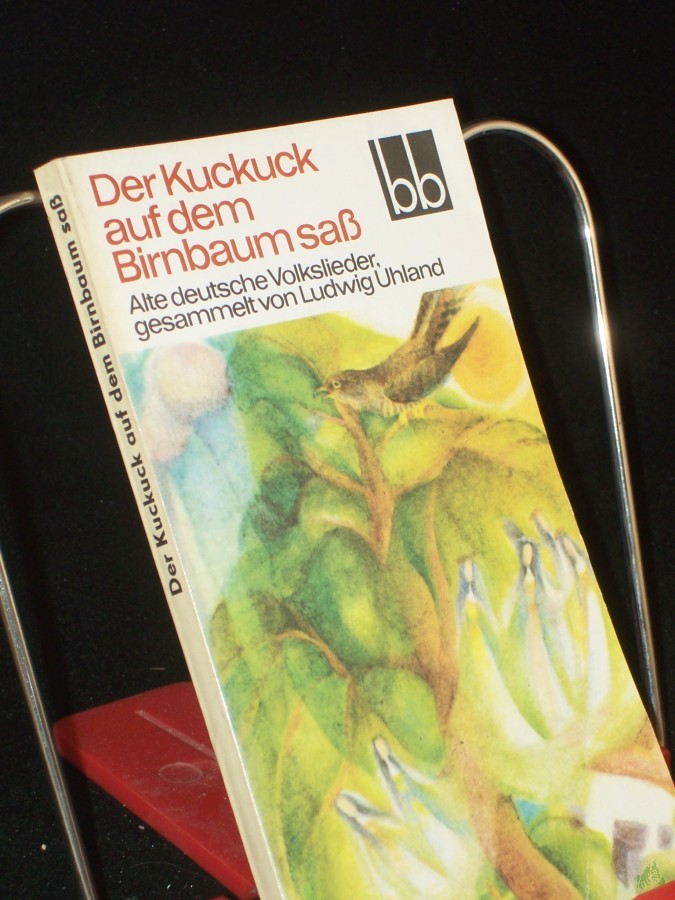 Der Kuckuck
auf dem
Birnbaum saß
bb
Alte deutsche Volkslieder,
gesammelt von Ludwig Uhland
Der Kuckuck auf dem Birnbaum saß